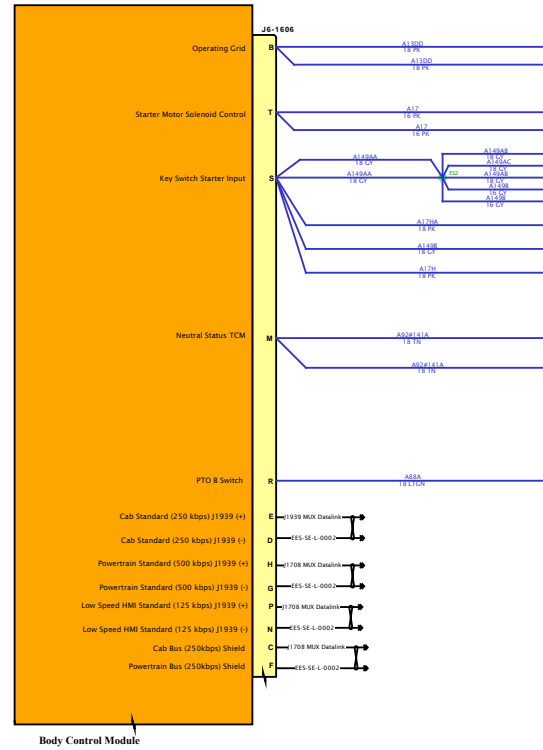 J6-1606
Operating Grid B A13DD
18 PK
A13DD
18 PK
Starter Motor Solenoid Control T A17
16 PK
A17
16 PK
A149AB
18 GY
A149AA
18 GY
A149AC
18 GY
Key Switch Starter Input S A149AA
18 GY
ES2
A149AB
18 GY
A149B
16 GY
A149B
16 GY
A17HA
18 PK
A149B
18 GY
A17H
18 PK
Neutral Status TCM M A92#141A
18 TN
A92#141A
18 TN
PTO B Switch R A88A
18 LTGN
Cab Standard (250 kbps) J1939 (+) E J1939 MUX Datalink
Cab Standard (250 kbps) J1939 (-) D EES-SE-L-0002
Powertrain Standard (500 kbps) J1939 (+) H J1708 MUX Datalink
Powertrain Standard (500 kbps) J1939 (-) G EES-SE-L-0002
Low Speed HMI Standard (125 kbps) J1939 (+) P J1708 MUX Datalink
Low Speed HMI Standard (125 kbps) J1939 (-) N EES-SE-L-0002
Cab Bus (250kbps) Shield C J1708 MUX Datalink
Powertrain Bus (250kbps) Shield F EES-SE-L-0002
Body Control Module